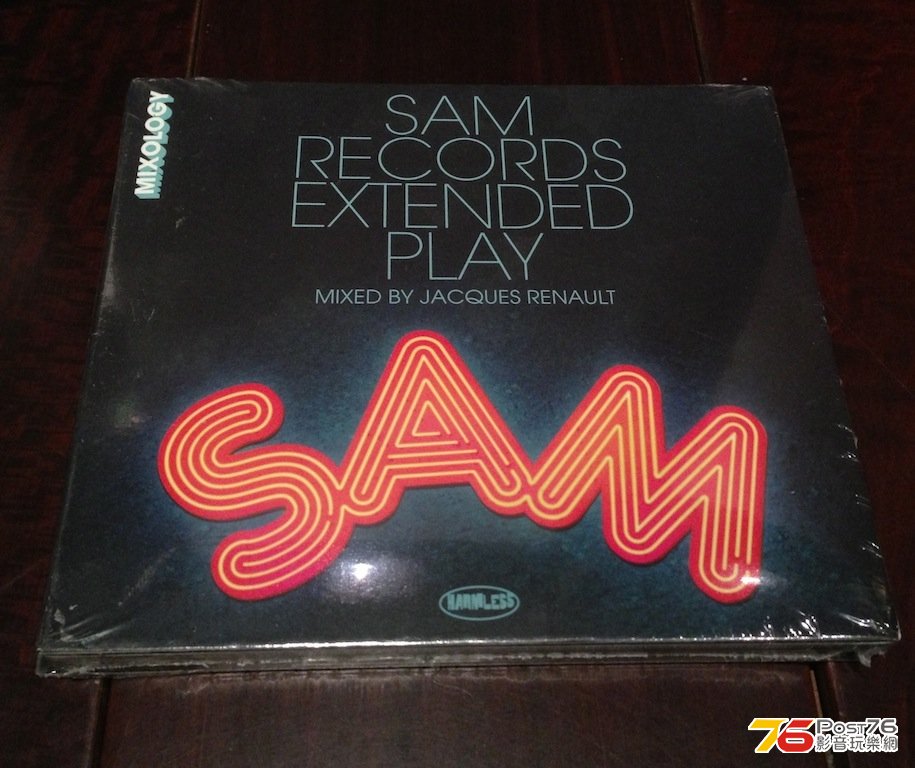 MIXOLOGY
SAM
RECORDS
EXTENDED
PLAY
MIXED BY JACQUES RENAULT
SAM
HARMLESS
76 Post76
影音玩樂網